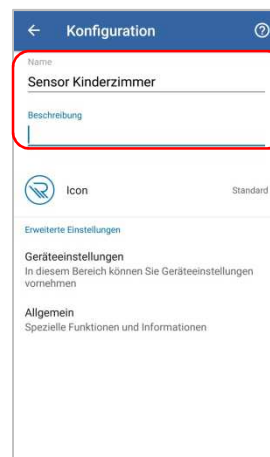 Konfiguration
Name
Sensor Kinderzimmer
Beschreibung
Icon
Standard
Erweiterte Einstellungen
Geräteeinstellungen
In diesem Bereich können Sie Geräteeinstellungen
vornehmen
Allgemein
Spezielle Funktionen und Informationen